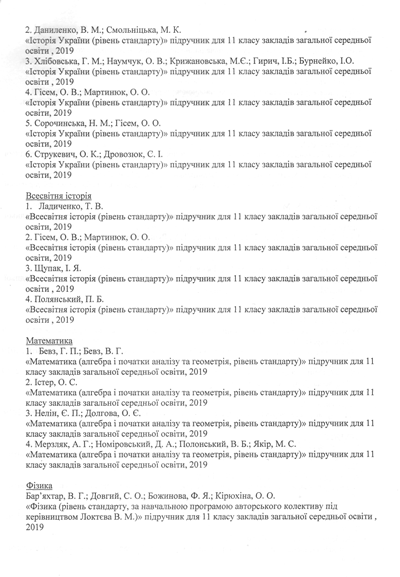 2. Даниленко, В. М.; Смольніцька, М. К.
«Історія України (рівень стандарту)» підручник для 11 класу закладів загальної середньої
освіти , 2019
3. Хлібовська, Г. М.; Наумчук, О. В.; Крижановська, М.Є.; Гирич, І.Б.; Бурнейко, І.О.
«Історія України (рівень стандарту)» підручник для 11 класу закладів загальної середньої
освіти , 2019
4. Гісем, О. В.; Мартинюк, О. О.
«Історія України (рівень стандарту)» підручник для 11 класу закладів загальної середньої
освіти, 2019
5. Сорочинська, Н. М.; Гісем, О. О.
«Історія України (рівень стандарту)» підручник для 11 класу закладів загальної середньої
освіти, 2019
6. Струкевич, О. К.; Дровозюк, С. І.
«Історія України (рівень стандарту)» підручник для 11 класу закладів загальної середньої
освіти, 2019
Всесвітня історія
1. Ладиченко, Т. В.
«Всесвітня історія (рівень стандарту)» підручник для 11 класу закладів загальної середньої
освіти, 2019
2. Гісем, О. В.; Мартинюк, О. О.
«Всесвітня історія (рівень стандарту)» підручник для 11 класу закладів загальної середньої
освіти, 2019
3. Щупак, І. Я.
«Всесвітня історія (рівень стандарту)» підручник для 11 класу закладів загальної середньої
освіти , 2019
4. Полянський, П. Б.
«Всесвітня історія (рівень стандарту)» підручник для 11 класу закладів загальної середньої
освіти , 2019
Математика
1. Бевз, Г. П.; Бевз, В. Г.
«Математика (алгебра і початки аналізу та геометрія, рівень стандарту)» підручник для 11
класу закладів загальної середньої освіти, 2019
2. Істер, О. С.
«Математика (алгебра і початки аналізу та геометрія, рівень стандарту)» підручник для 11
класу закладів загальної середньої освіти, 2019
3. Нелін, Є. П.; Долгова, О. Є.
«Математика (алгебра і початки аналізу та геометрія, рівень стандарту)» підручник для 11
класу закладів загальної середньої освіти, 2019
4. Мерзляк, А. Г.; Номіровський, Д. А.; Полонський, В. Б.; Якір, М. С.
«Математика (алгебра і початки аналізу та геометрія, рівень стандарту)» підручник для 11
класу закладів загальної середньої освіти, 2019
Фізика
Бар’яхтар, В. Г.; Довгий, С. О.; Божинова, Ф. Я.; Кірюхіна, О. О.
«Фізика (рівень стандарту, за навчальною програмою авторського колективу під
керівництвом Локтєва В. М.)» підручник для 11 класу закладів загальної середньої освіти ,
2019